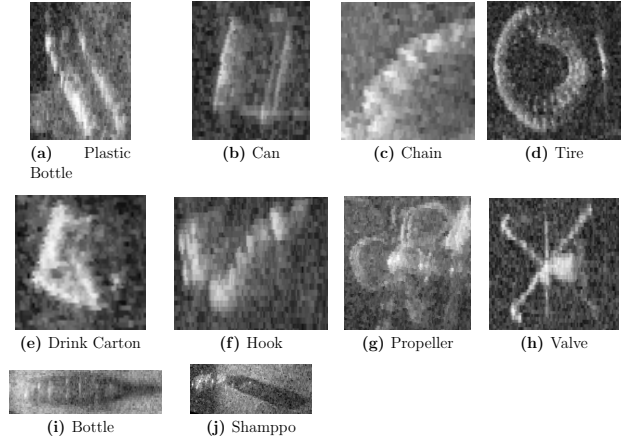 (a) Plastic
Bottle
(b) Can
(c) Chain
(d) Tire
(e) Drink Carton
(f) Hook
(g) Propeller
(h) Valve
(i) Bottle
(j) Shamppo